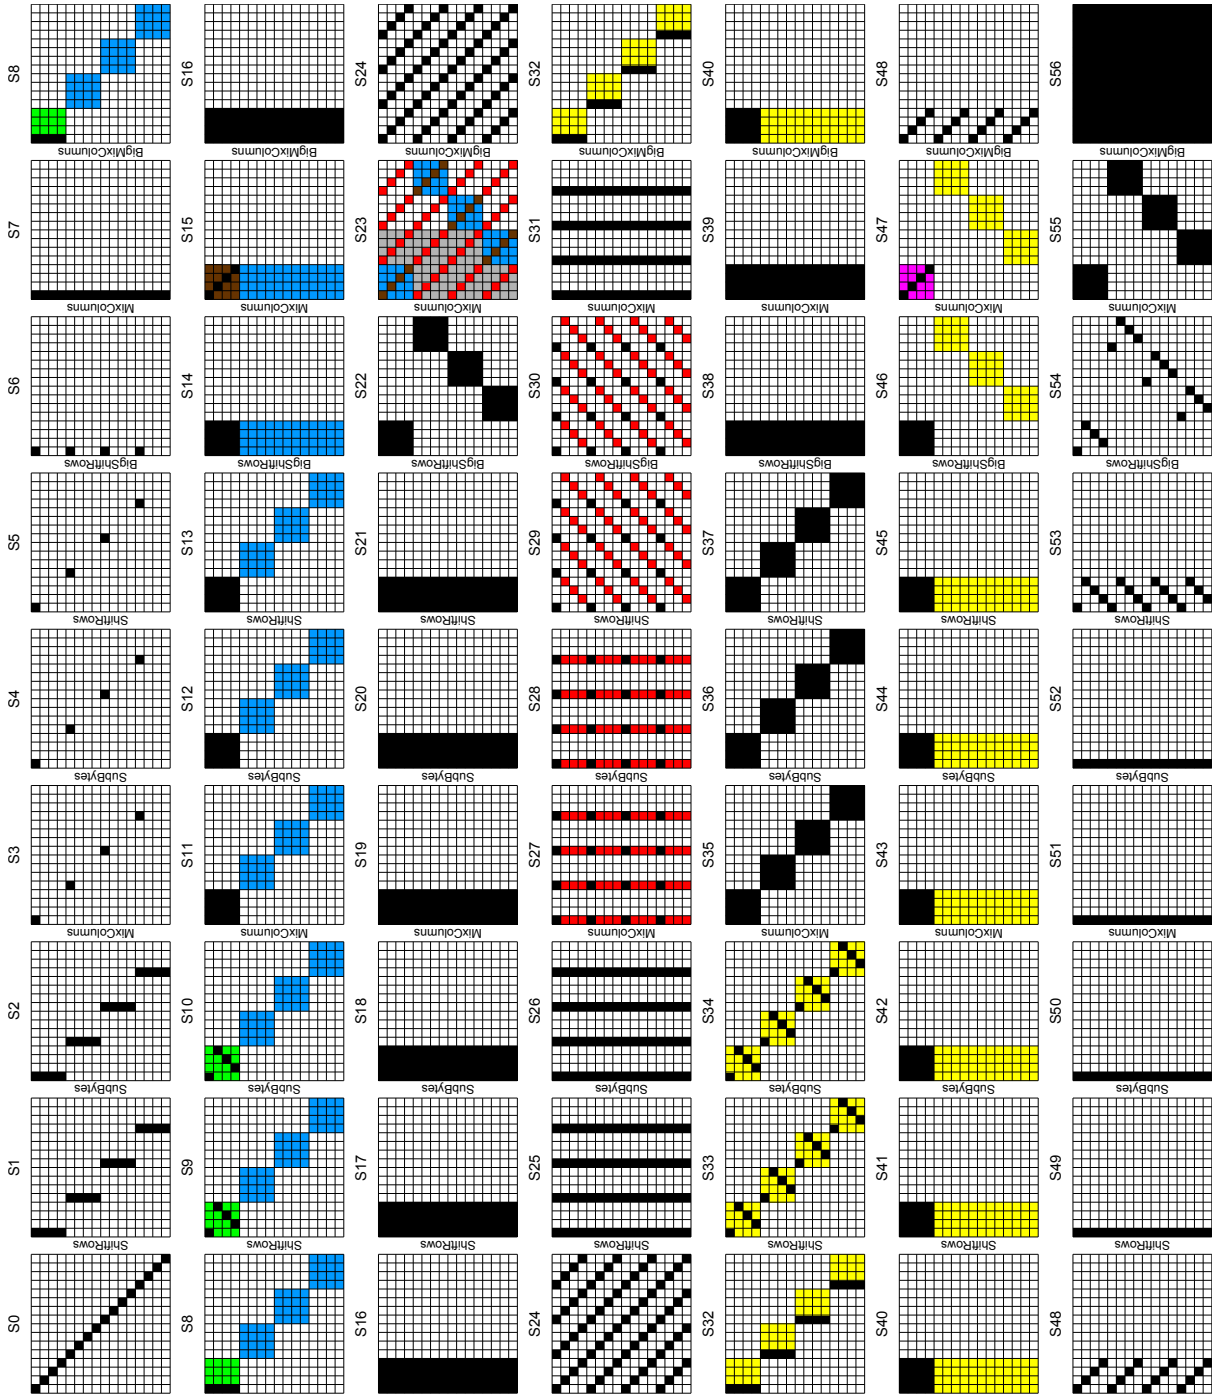 S0 S1 S2 S3 S4 S5 S6 S7 S8
ShiftRows SubBytes MixColumns SubBytes ShiftRows BigShiftRows MixColumns BigMixColumns
S8 S9 S10 S11 S12 S13 S14 S15 S16
ShiftRows SubBytes MixColumns SubBytes ShiftRows BigShiftRows MixColumns BigMixColumns
S16 S17 S18 S19 S20 S21 S22 S23 S24
ShiftRows SubBytes MixColumns SubBytes ShiftRows BigShiftRows MixColumns BigMixColumns
S24 S25 S26 S27 S28 S29 S30 S31 S32
ShiftRows SubBytes MixColumns SubBytes ShiftRows BigShiftRows MixColumns BigMixColumns
S32 S33 S34 S35 S36 S37 S38 S39 S40
ShiftRows SubBytes MixColumns SubBytes ShiftRows BigShiftRows MixColumns BigMixColumns
S40 S41 S42 S43 S44 S45 S46 S47 S48
ShiftRows SubBytes MixColumns SubBytes ShiftRows BigShiftRows MixColumns BigMixColumns
S48 S49 S50 S51 S52 S53 S54 S55 S56
ShiftRows SubBytes MixColumns SubBytes ShiftRows BigShiftRows MixColumns BigMixColumns